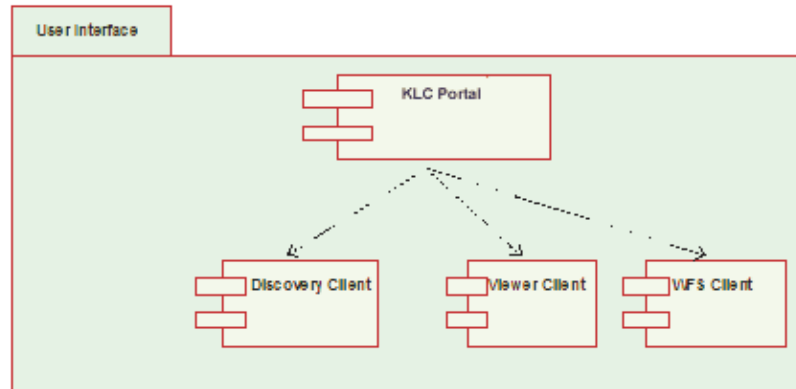 User Interface
KLC Portal
Discovery Client
Viewer Client
WFS Client